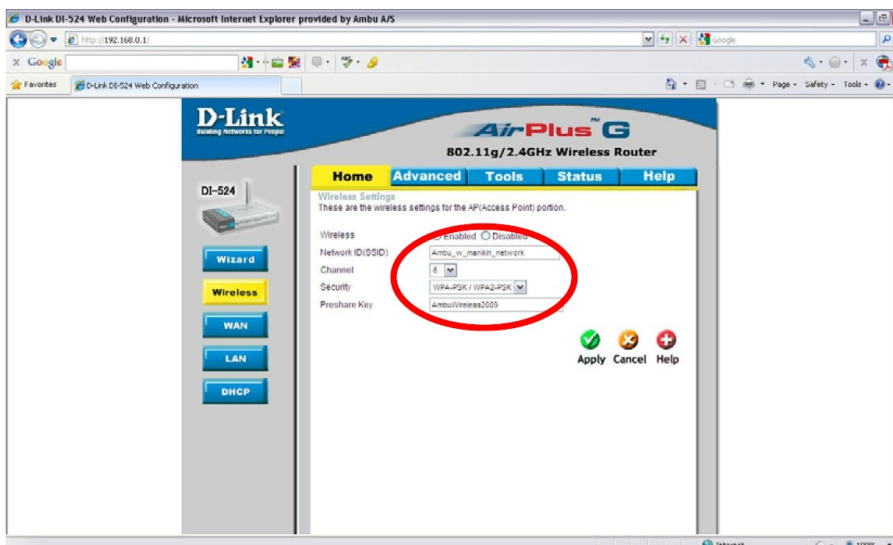 D-Link DI-524 Web Configuration - Microsoft Internet Explorer provided by Ambu A/S
http://192.168.0.1/
Google
x Google
Favorites D-Link DI-524 Web Configuration
Page Safety Tools
D-Link
Building Networks for People
AirPlus G
TM
802.11g/2.4GHz Wireless Router
Home Advanced Tools Status Help
DI-524
Wizard
Wireless
WAN
LAN
DHCP
Wireless Settings
These are the wireless settings for the AP(Access Point) portion.
Wireless Enabled Disabled
Network ID(SSID) Ambu_w_manikin_network
Channel 6
Security WPA-PSK / WPA2-PSK
Preshare Key AmbuWireless2009
Apply Cancel Help